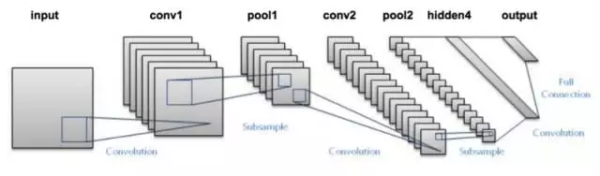 input conv1 pool1 conv2 pool2 hidden4 output
Full
Connection
Convolution Subsample Convolution Subsample Convolution